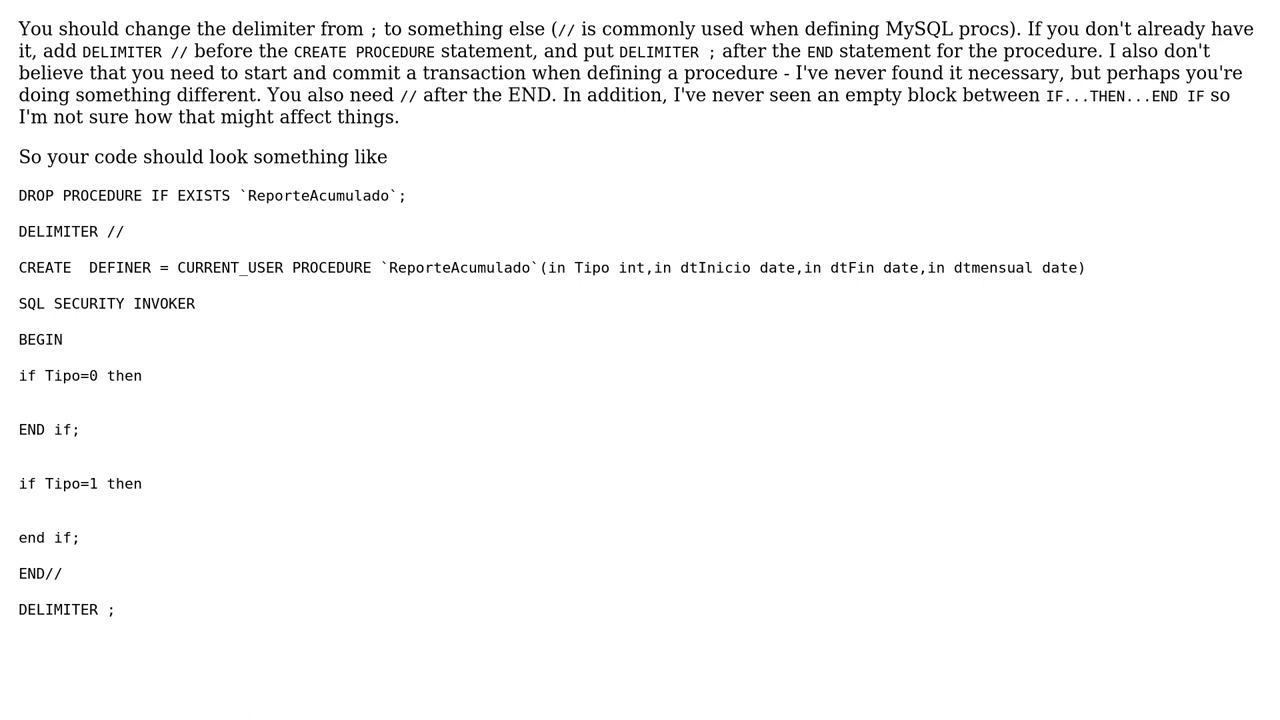 You should change the delimiter from ; to something else (// is commonly used when defining MySQL procs). If you don't already have
it, add DELIMITER // before the CREATE PROCEDURE statement, and put DELIMITER ; after the END statement for the procedure. I also don't
believe that you need to start and commit a transaction when defining a procedure - I've never found it necessary, but perhaps you're
doing something different. You also need // after the END. In addition, I've never seen an empty block between IF...THEN...END IF so
I'm not sure how that might affect things.
So your code should look something like
DROP PROCEDURE IF EXISTS `ReporteAcumulado`;
DELIMITER //
CREATE  DEFINER = CURRENT_USER PROCEDURE `ReporteAcumulado`(in Tipo int,in dtInicio date,in dtFin date,in dtmensual date)
SQL SECURITY INVOKER
BEGIN
if Tipo=0 then
END if;
if Tipo=1 then
end if;
END//
DELIMITER ;